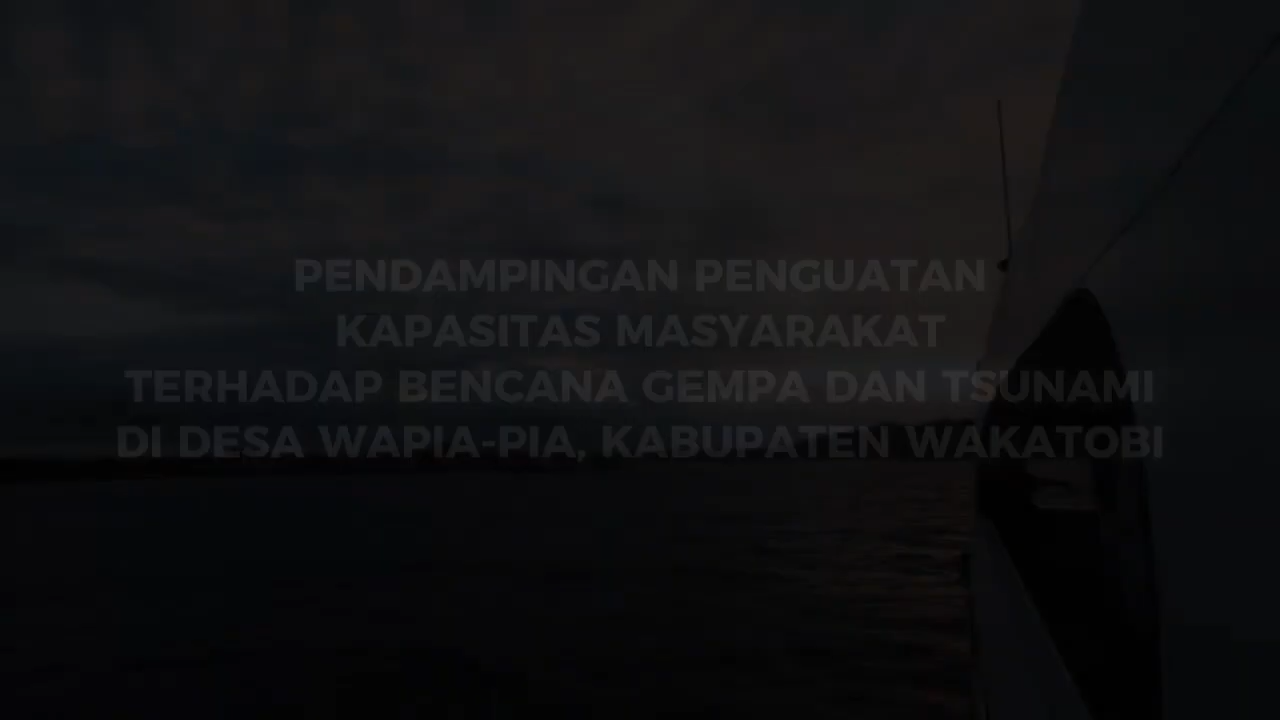 PENDAMPINGAN PENGUATAN
KAPASITAS MASYARAKAT
TERHADAP BENCANA GEMPA DAN TSUNAMI
DI DESA WAPIA-PIA, KABUPATEN WAKATOBI